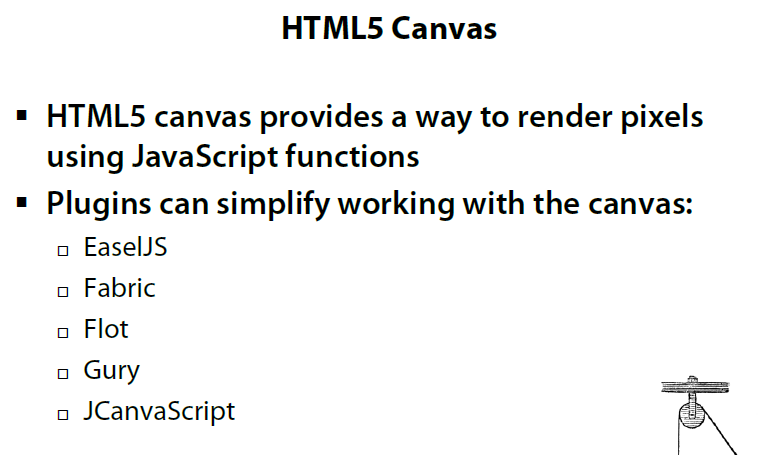 HTML5 Canvas
▪ HTML5 canvas provides a way to render pixels
using JavaScript functions
▪ Plugins can simplify working with the canvas:
▫ EaselJS
▫ Fabric
▫ Flot
▫ Gury
▫ JCanvaScript